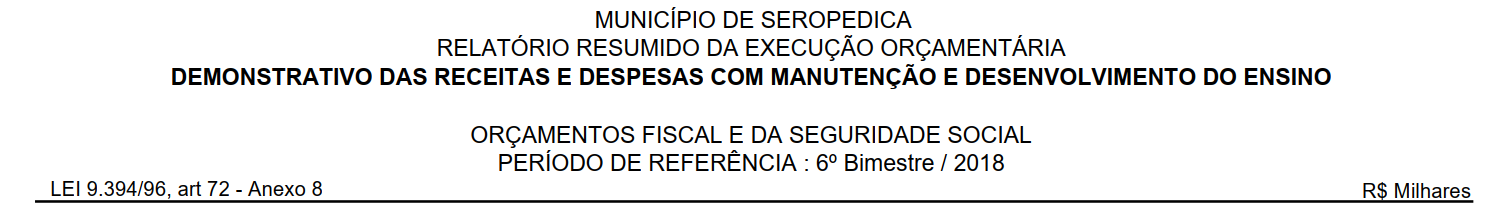 MUNICÍPIO DE SEROPEDICA
RELATÓRIO RESUMIDO DA EXECUÇÃO ORÇAMENTÁRIA
DEMONSTRATIVO DAS RECEITAS E DESPESAS COM MANUTENÇÃO E DESENVOLVIMENTO DO ENSINO
ORÇAMENTOS FISCAL E DA SEGURIDADE SOCIAL
PERÍODO DE REFERÊNCIA : 6º Bimestre / 2018
LEI 9.394/96, art 72 - Anexo 8
R$ Milhares